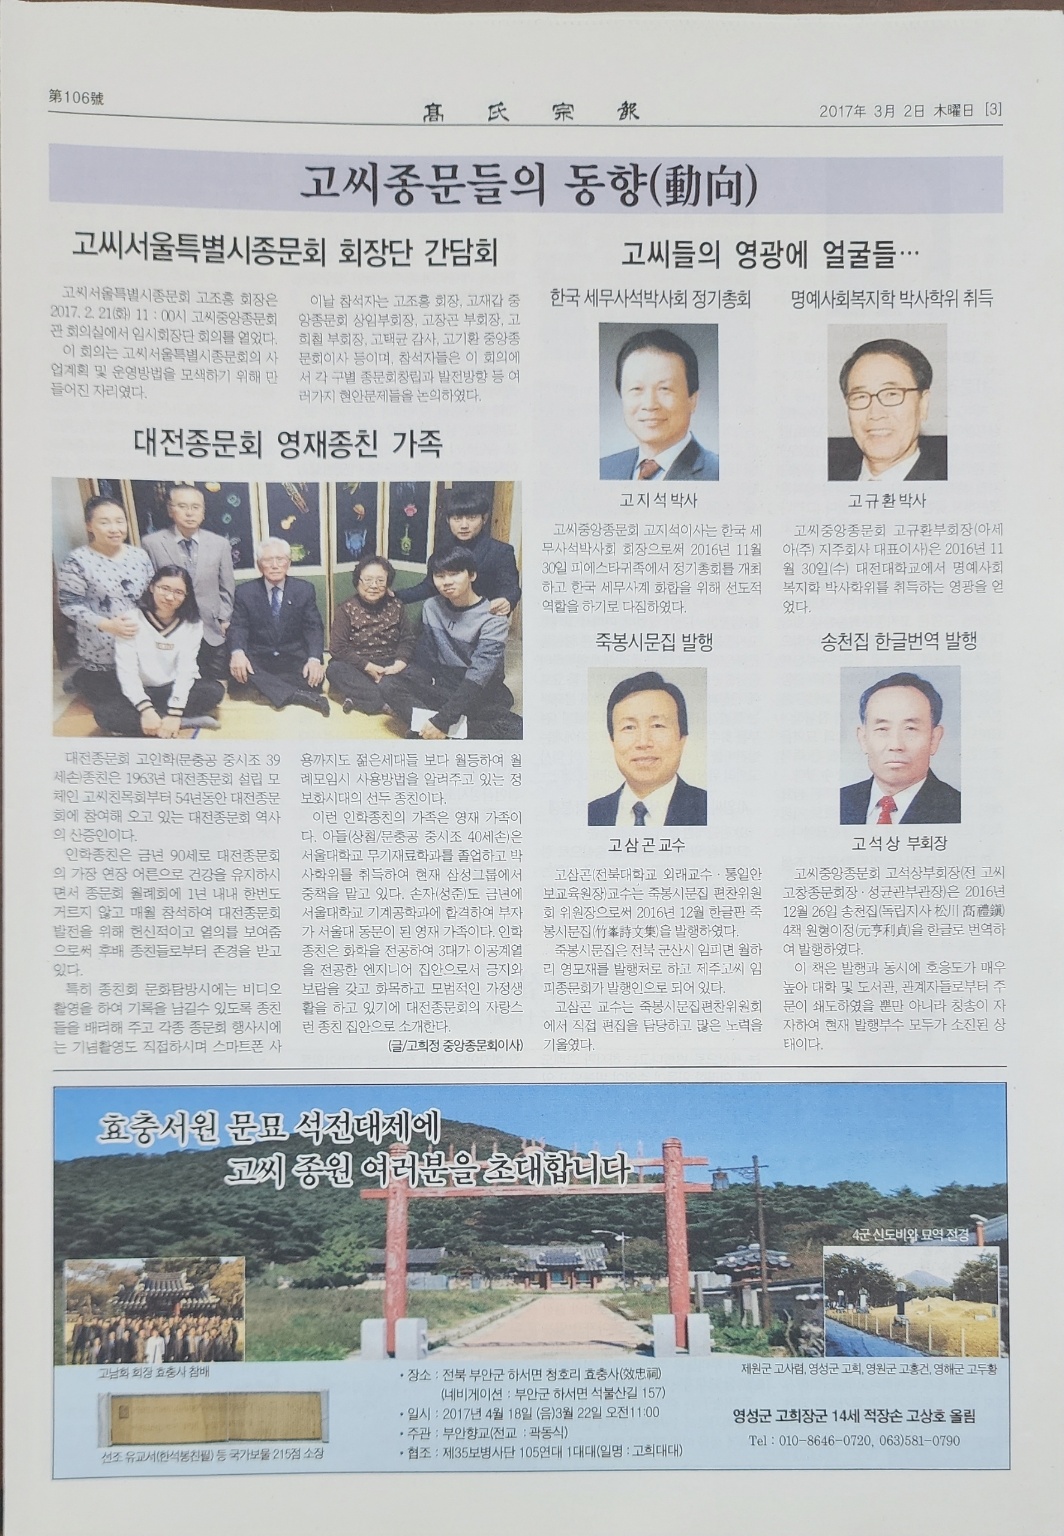 第106號
髙氏宗報
2017年 3月 2日 木曜日 [3]
고씨종문들의 동향(動向)
고씨서울특별시종문회 회장단 간담회
고씨서울특별시종문회 고조흥 회장은
2017. 2. 21(화) 11 : 00시 고씨중앙종문회
관 회의실에서 임시회장단 회의를 열었다.
이 회의는 고씨서울특별시종문회의 사
업계획 및 운영방법을 모색하기 위해 만
들어진 자리였다.
이날 참석자는 고조흥 회장, 고재갑 중
앙종문회 상임부회장, 고장곤 부회장, 고
희철 부회장, 고택균 감사, 고기환 중앙종
문회이사 등이며, 참석자들은 이 회의에
서 각 구별 종문회창립과 발전방향 등 여
러가지 현안문제들을 논의하였다.
대전종문회 영재종친 가족
대전종문회 고인학(문충공 중시조 39
세손)종친은 1963년 대전종문회 설립 모
체인 고씨친목회부터 54년동안 대전종문
회에 참여해 오고 있는 대전종문회 역사
의 산증인이다.
인학종친은 금년 90세로 대전종문회
의 가장 연장 어른으로 건강을 유지하시
면서 종문회 월례회에 1년 내내 한번도
거르지 않고 매월 참석하여 대전종문회
발전을 위해 헌신적이고 열의를 보여줌
으로써 후배 종친들로부터 존경을 받고
있다.
특히 종친회 문화탐방시에는 비디오
촬영을 하여 기록을 남길수 있도록 종친
들을 배려해 주고 각종 종문회 행사시에
는 기념촬영도 직접하시며 스마트폰 사
용까지도 젊은세대들 보다 월등하여 월
례모임시 사용방법을 알려주고 있는 정
보화시대의 선두 종친이다.
이런 인학종친의 가족은 영재 가족이
다. 아들(상훨/문충공 중시조 40세손)은
서울대학교 무기재료학과를 졸업하고 박
사학위를 취득하여 현재 삼성그룹에서
중책을 맡고 있다. 손자(성준)도 금년에
서울대학교 기계공학과에 합격하여 부자
가 서울대 동문이 된 영재 가족이다. 인학
종친은 화학을 전공하여 3대가 이공계열
을 전공한 엔지니어 집안으로서 긍지와
보람을 갖고 화목하고 모범적인 가정생
활을 하고 있기에 대전종문회의 자랑스
런 종친 집안으로 소개한다.
(글/고희정 중앙종문회이사)
고씨들의 영광에 얼굴들…
한국 세무사석박사회 정기총회
고 지 석 박사
고씨중앙종문회 고지석이사는 한국 세
무사석박사회 회장으로써 2016년 11월
30일 피에스타귀족에서 정기총회를 개최
하고 한국 세무사계 화합을 위해 선도적
역할을 하기로 다짐하였다.
명예사회복지학 박사학위 취득
고 규 환 박사
고씨중앙종문회 고규환부회장(아세
아(주) 지주회사 대표이사)은 2016년 11
월 30일(수) 대전대학교에서 명예사회
복지학 박사학위를 취득하는 영광을 얻
었다.
죽봉시문집 발행
고 삼 곤 교수
고삼곤(전북대학교 외래교수 · 통일안
보교육원장)교수는 죽봉시문집 편찬위원
회 위원장으로써 2016년 12월 한글판 죽
봉시문집(竹峯詩文集)을 발행하였다.
죽봉시문집은 전북 군산시 임피면 월하
리 영모재를 발행처로 하고 제주고씨 임
피종문회가 발행인으로 되어 있다.
고삼곤 교수는 죽봉시문집편찬위원회
에서 직접 편집을 담당하고 많은 노력을
기울였다.
송천집 한글번역 발행
고 석 상 부회장
고씨중앙종문회 고석상부회장(전 고씨
고창종문회장 · 성균관부관장)은 2016년
12월 26일 송천집(독립지사 松川 高禮鎭)
4책 원형이정(元亨利貞)을 한글로 번역하
여 발행하였다.
이 책은 발행과 동시에 호응도가 매우
높아 대학 및 도서관, 관계자들로부터 주
문이 쇄도하였을 뿐만 아니라 칭송이 자
자하여 현재 발행부수 모두가 소진된 상
태이다.
효충서원 문묘 석전대제에
고씨 종원 여러분을 초대합니다
4군 신도비와 묘역 전경
고남화 회장 효충사 참배
선조 유교서(한석봉친필) 등 국가보물 215점 소장
• 장소 : 전북 부안군 하서면 청호리 효충사(效忠祠)
(네비게이션 : 부안군 하서면 석불산길 157)
• 일시 : 2017년 4월 18일 (음)3월 22일 오전11:00
• 주관 : 부안향교(전교 : 곽동식)
• 협조 : 제35보병사단 105연대 1대대(일명 : 고희대대)
제원군 고사렴, 영성군 고희, 영원군 고홍건, 영해군 고두황
영성군 고희장군 14세 적장손 고상호 올림
Tel : 010-8646-0720, 063)581-0790